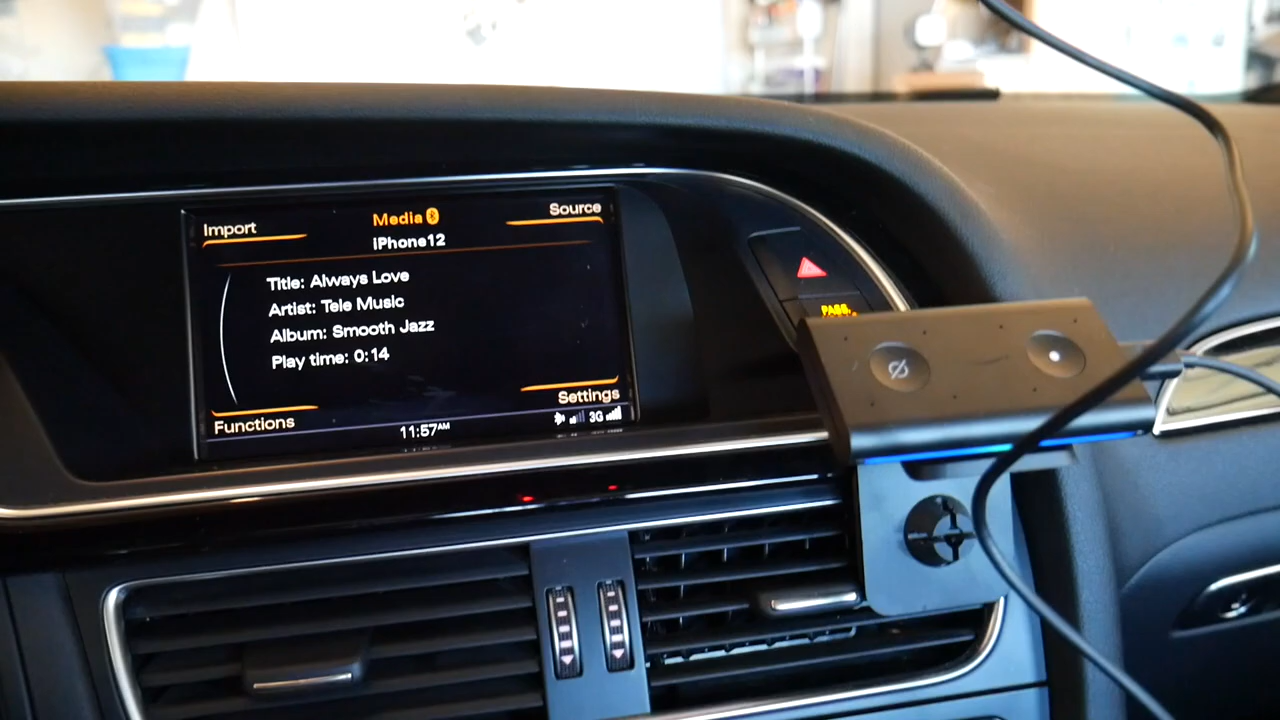 Import
Media
Source
iPhone12
Title: Always Love
Artist: Tele Music
Album: Smooth Jazz
Play time: 0:14
Settings
Functions
11:57AM
3G
PASS.